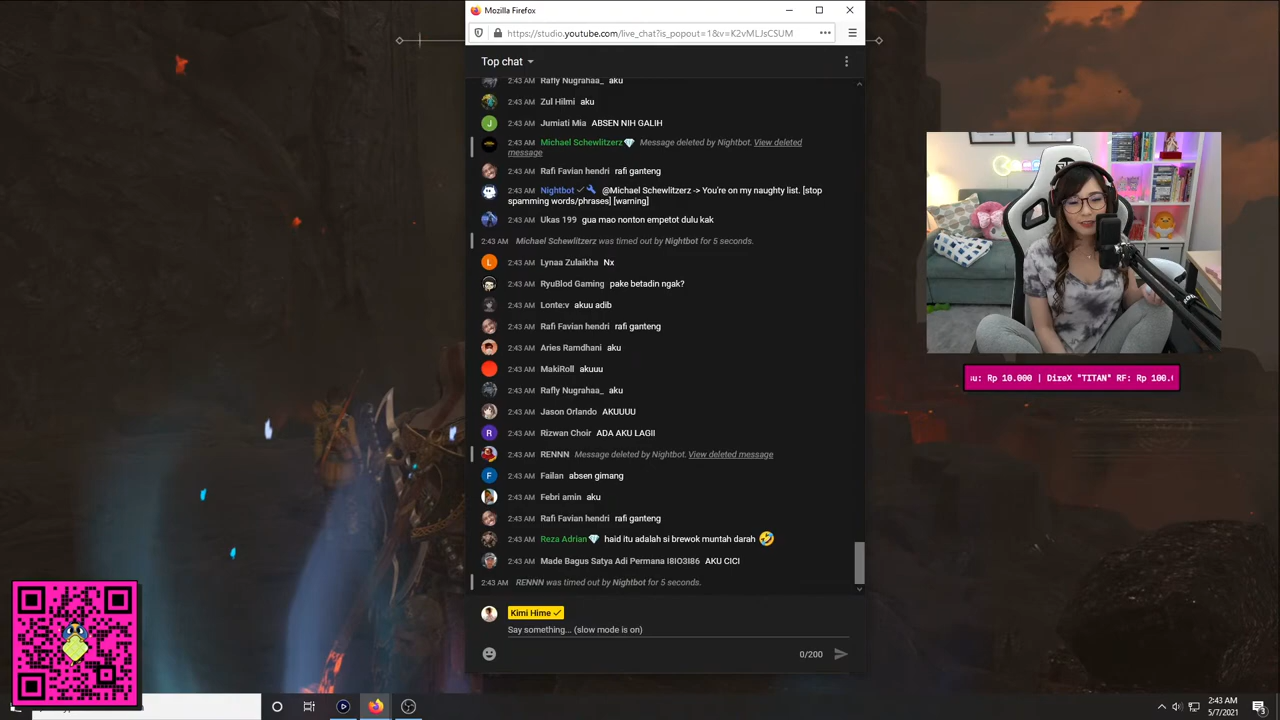 Mozilla Firefox
https://studio.youtube.com/live_chat?is_popout=1&v=K2vMLJsCSUM
Top chat
2:43 AM Rafly Nugrahaa_ aku
2:43 AM Zul Hilmi aku
J 2:43 AM Jumiati Mia ABSEN NIH GALIH
2:43 AM Michael Schewlitzerz Message deleted by Nightbot. View deleted
message
2:43 AM Rafi Favian hendri rafi ganteng
2:43 AM Nightbot @Michael Schewlitzerz -> You're on my naughty list. [stop
spamming words/phrases] [warning]
2:43 AM Ukas 199 gua mao nonton empetot dulu kak
2:43 AM Michael Schewlitzerz was timed out by Nightbot for 5 seconds.
L 2:43 AM Lynaa Zulaikha Nx
2:43 AM RyuBlod Gaming pake betadin ngak?
2:43 AM Lonte:v akuu adib
2:43 AM Rafi Favian hendri rafi ganteng
2:43 AM Aries Ramdhani aku
2:43 AM MakiRoll akuuu
2:43 AM Rafly Nugrahaa_ aku
2:43 AM Jason Orlando AKUUUU
R 2:43 AM Rizwan Choir ADA AKU LAGII
2:43 AM RENNN Message deleted by Nightbot. View deleted message
F 2:43 AM Failan absen gimang
2:43 AM Febri amin aku
2:43 AM Rafi Favian hendri rafi ganteng
2:43 AM Reza Adrian haid itu adalah si brewok muntah darah 🤣
2:43 AM Made Bagus Satya Adi Permana I8IO3I86 AKU CICI
2:43 AM RENNN was timed out by Nightbot for 5 seconds.
Kimi Hime
Say something... (slow mode is on)
0/200
u: Rp 10.000 | DireX "TITAN" RF: Rp 100.
2:43 AM
5/7/2021
3